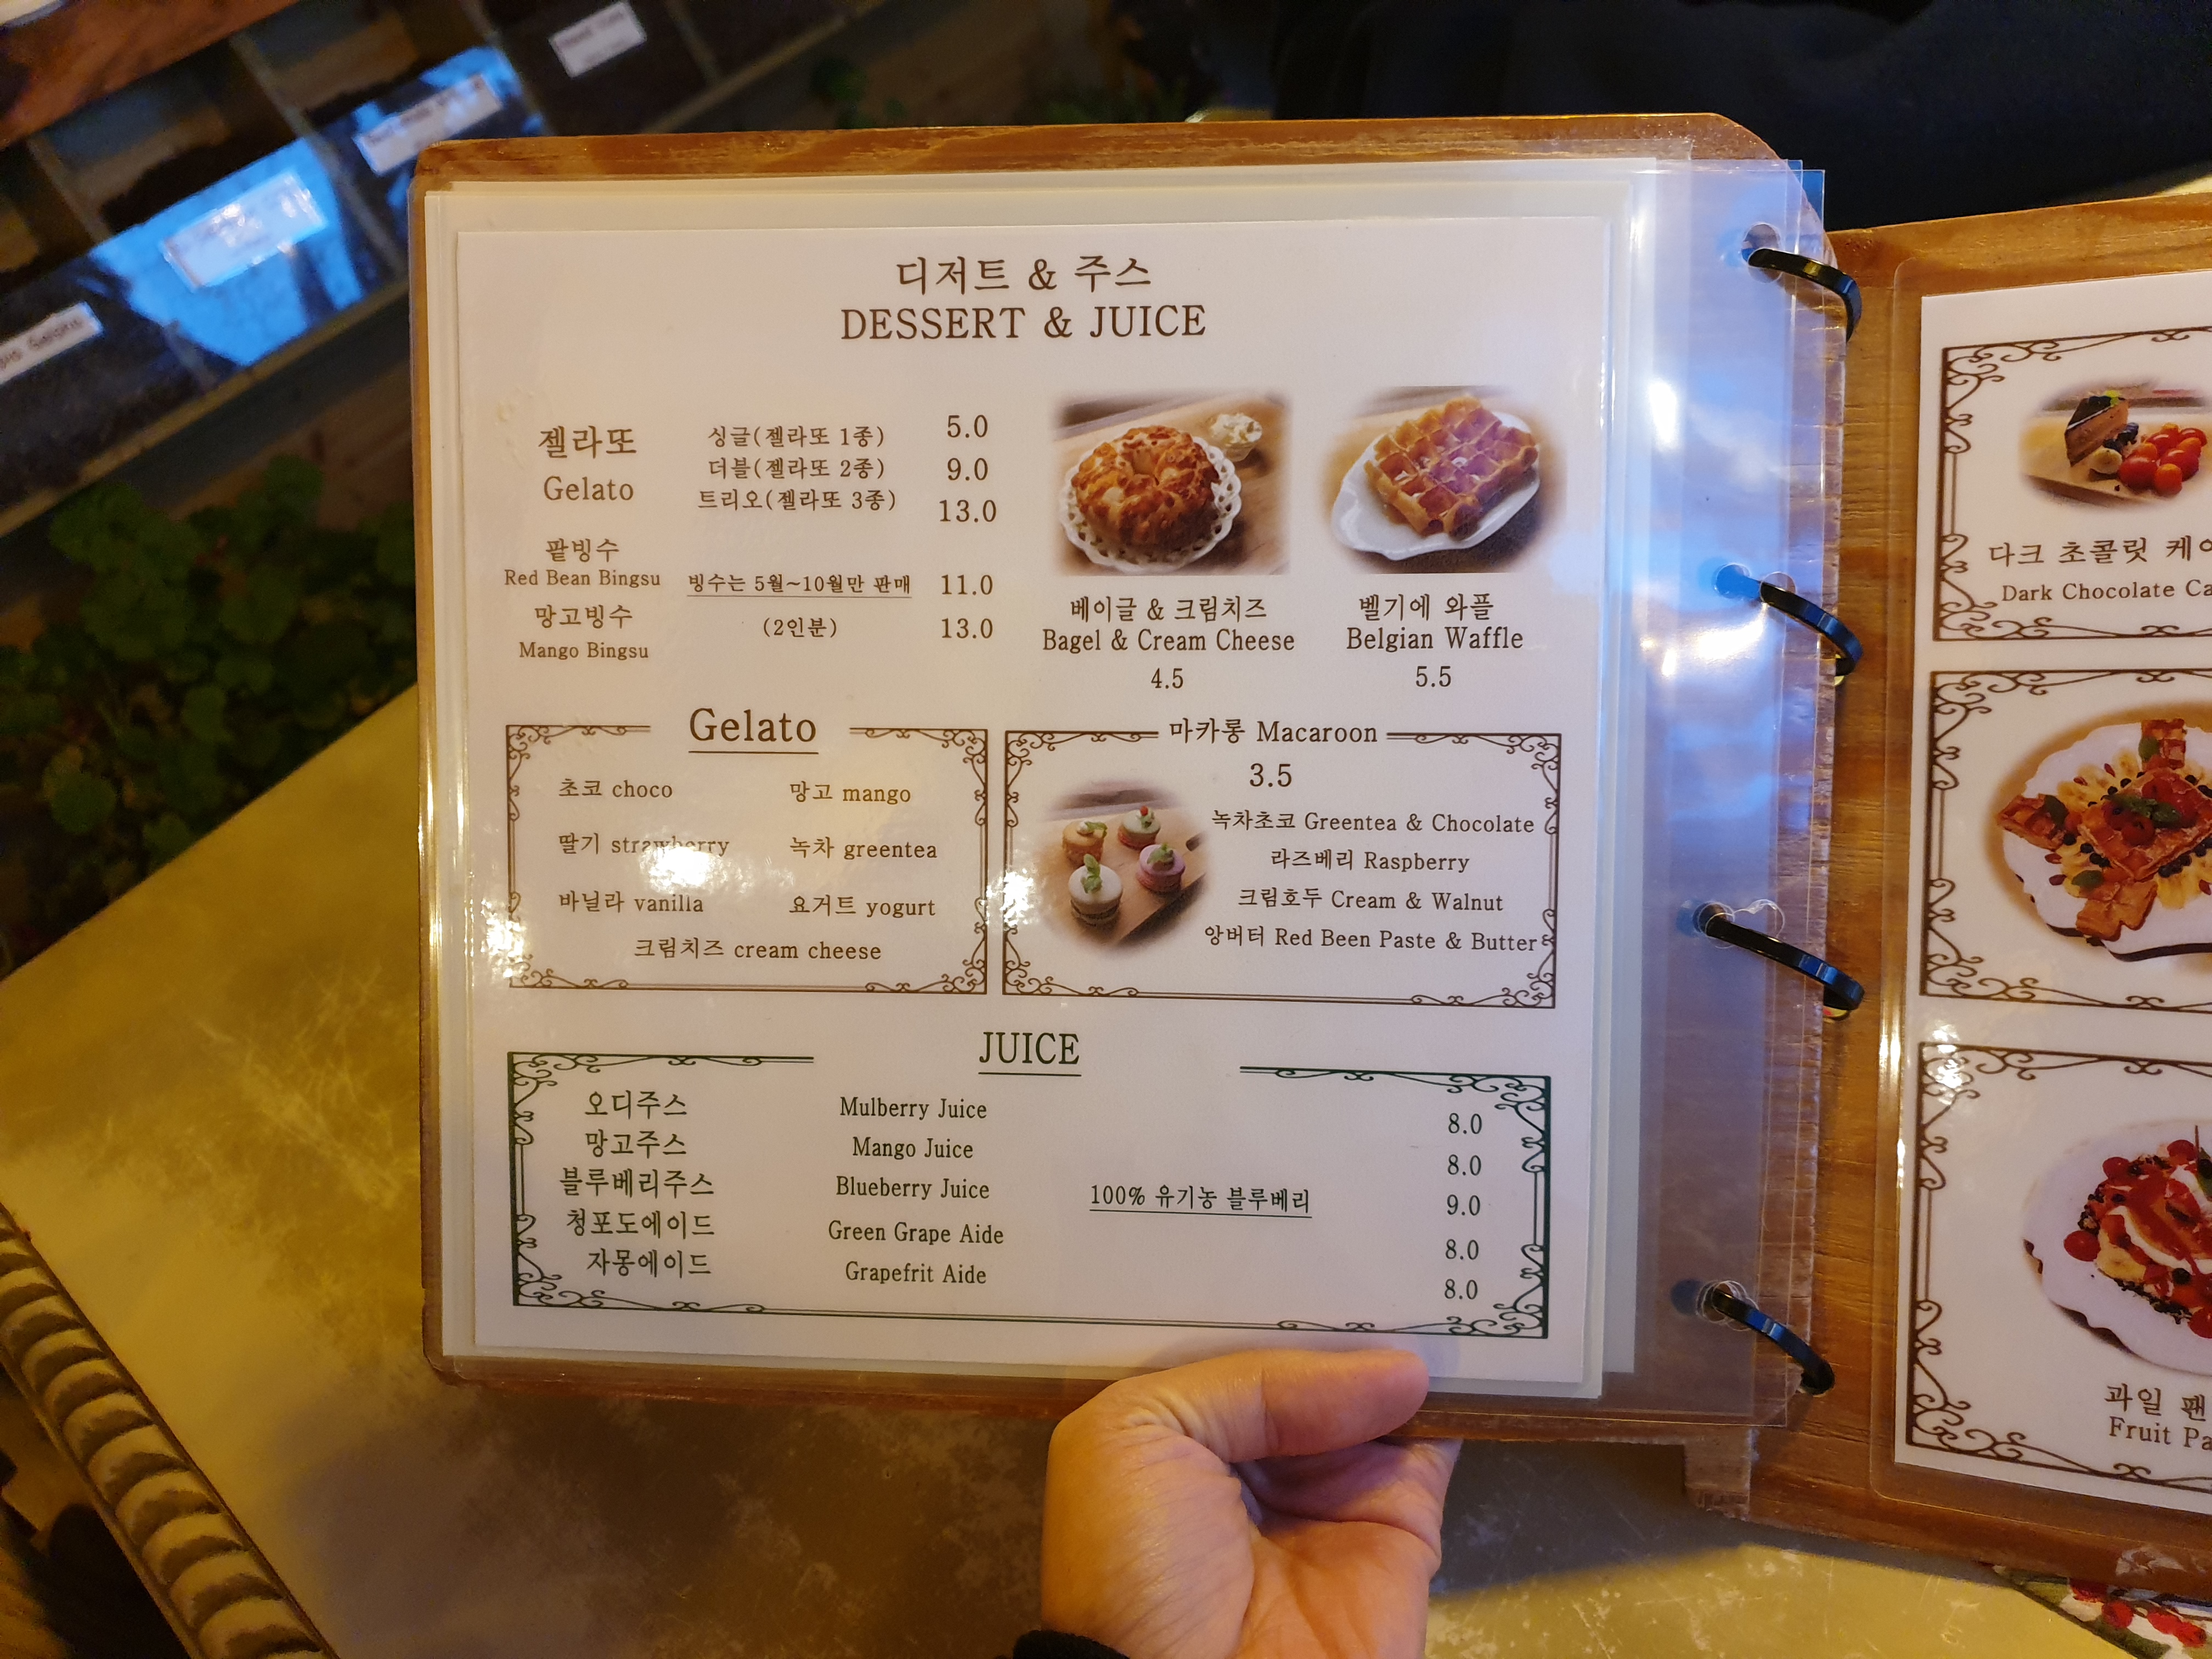 디저트 & 주스
DESSERT & JUICE
젤라또
Gelato
싱글(젤라또 1종) 5.0
더블(젤라또 2종) 9.0
트리오(젤라또 3종) 13.0
팥빙수
Red Bean Bingsu
빙수는 5월~10월만 판매 11.0
망고빙수
Mango Bingsu
(2인분) 13.0
베이글 & 크림치즈
Bagel & Cream Cheese
4.5
벨기에 와플
Belgian Waffle
5.5
Gelato
초코 choco 망고 mango
딸기 strawberry 녹차 greentea
바닐라 vanilla 요거트 yogurt
크림치즈 cream cheese
마카롱 Macaroon
3.5
녹차초코 Greentea & Chocolate
라즈베리 Raspberry
크림호두 Cream & Walnut
앙버터 Red Been Paste & Butter
JUICE
오디주스 Mulberry Juice 8.0
망고주스 Mango Juice 8.0
블루베리주스 Blueberry Juice 100% 유기농 블루베리 9.0
청포도에이드 Green Grape Aide 8.0
자몽에이드 Grapefrit Aide 8.0
다크 초콜릿
Dark Chocolate
과일
Fruit